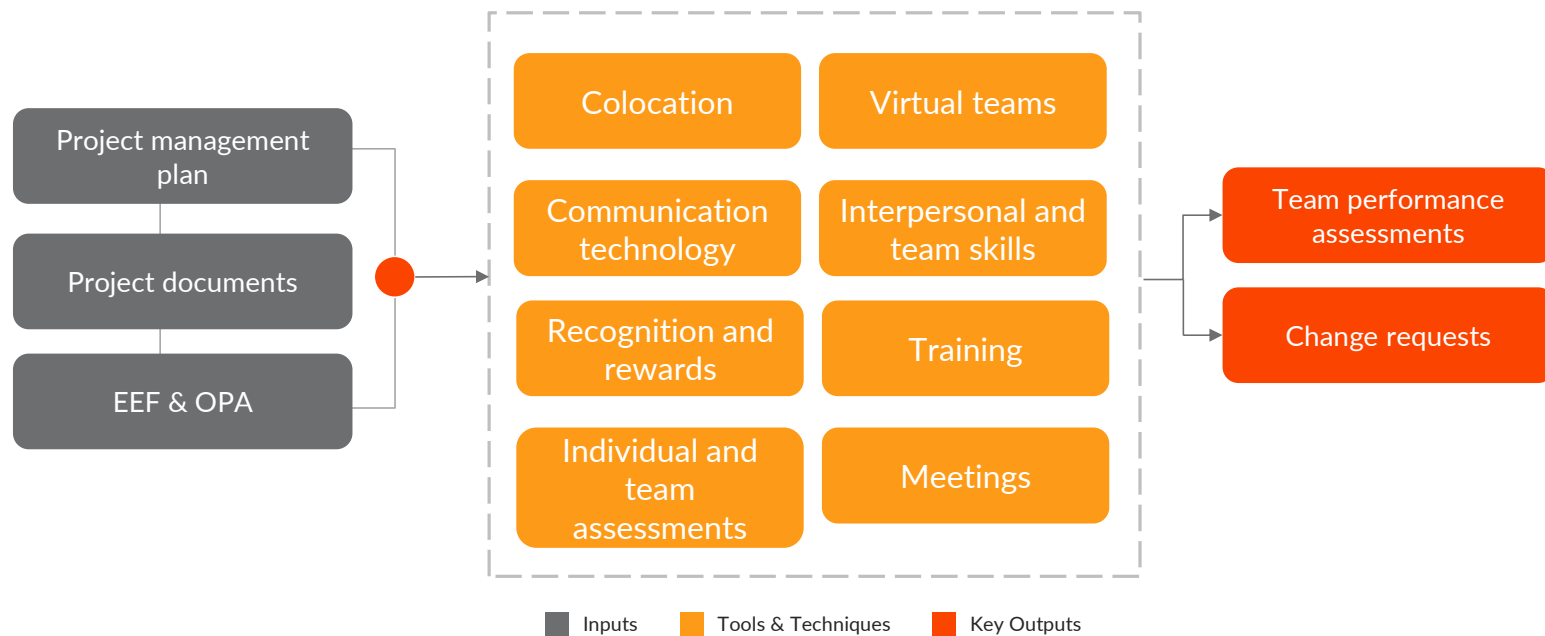 Project management
plan
Project documents
EEF & OPA
Colocation
Virtual teams
Communication
technology
Interpersonal and
team skills
Recognition and
rewards
Training
Individual and
team
assessments
Meetings
Team performance
assessments
Change requests
Inputs
Tools & Techniques
Key Outputs